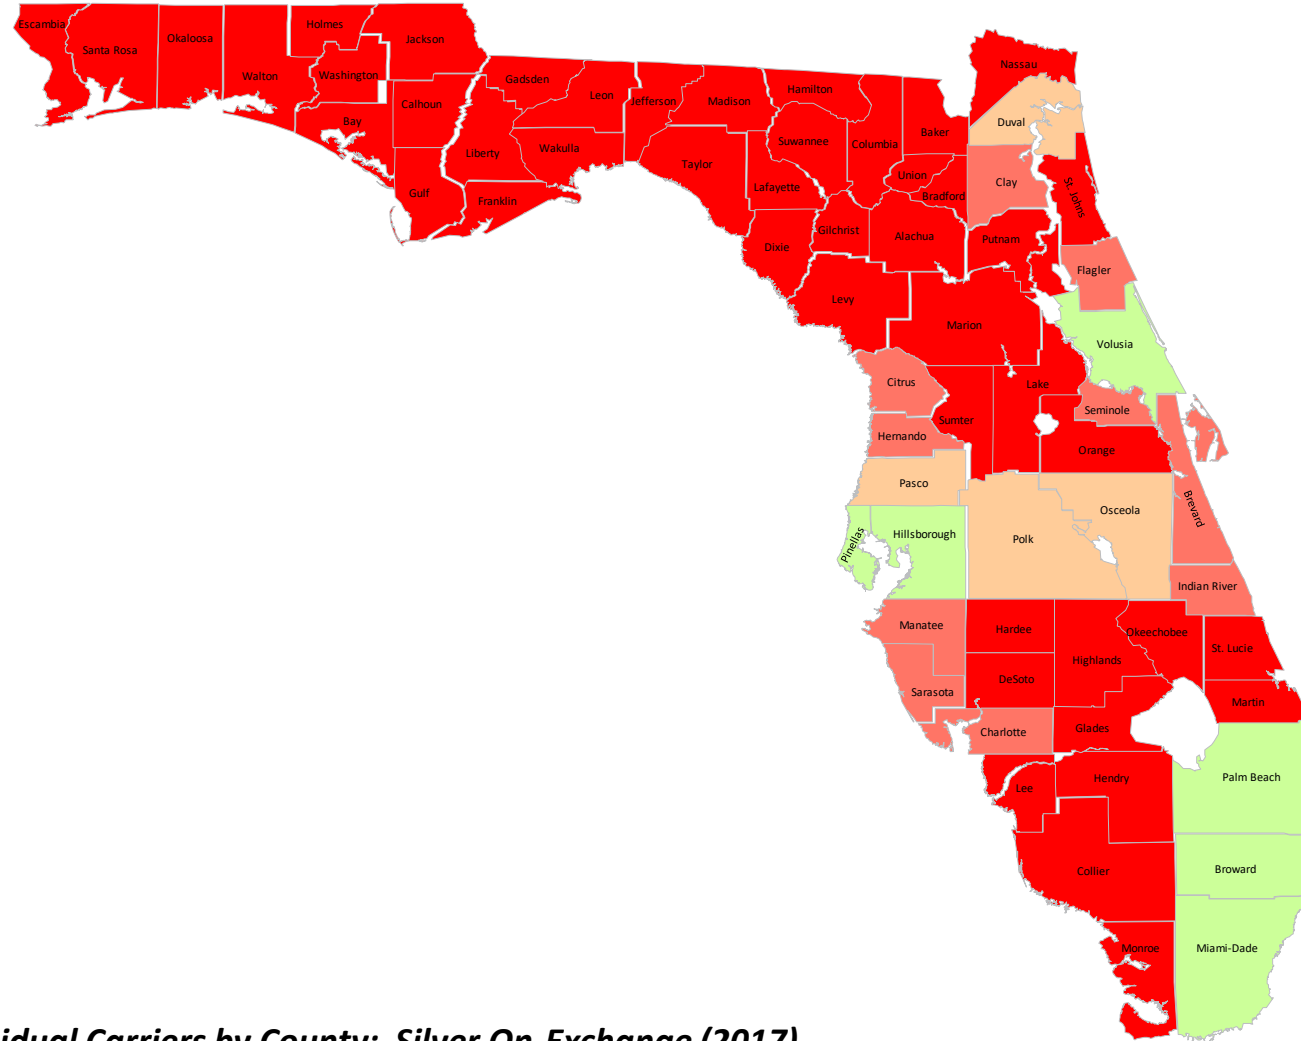 Escambia
Santa Rosa
Okaloosa
Walton
Holmes
Washington
Jackson
Bay
Calhoun
Gulf
Gadsden
Liberty
Franklin
Leon
Wakulla
Jefferson
Madison
Taylor
Hamilton
Suwannee
Lafayette
Dixie
Columbia
Gilchrist
Baker
Union
Bradford
Alachua
Levy
Nassau
Duval
Clay
St. Johns
Putnam
Flagler
Marion
Volusia
Citrus
Sumter
Lake
Seminole
Hernando
Orange
Pasco
Pinellas
Hillsborough
Polk
Osceola
Brevard
Indian River
Manatee
Hardee
Okeechobee
St. Lucie
Highlands
DeSoto
Sarasota
Martin
Charlotte
Glades
Lee
Hendry
Palm Beach
Collier
Broward
Monroe
Miami-Dade
idual Carriers by County: Silver On-Exchange (2017)